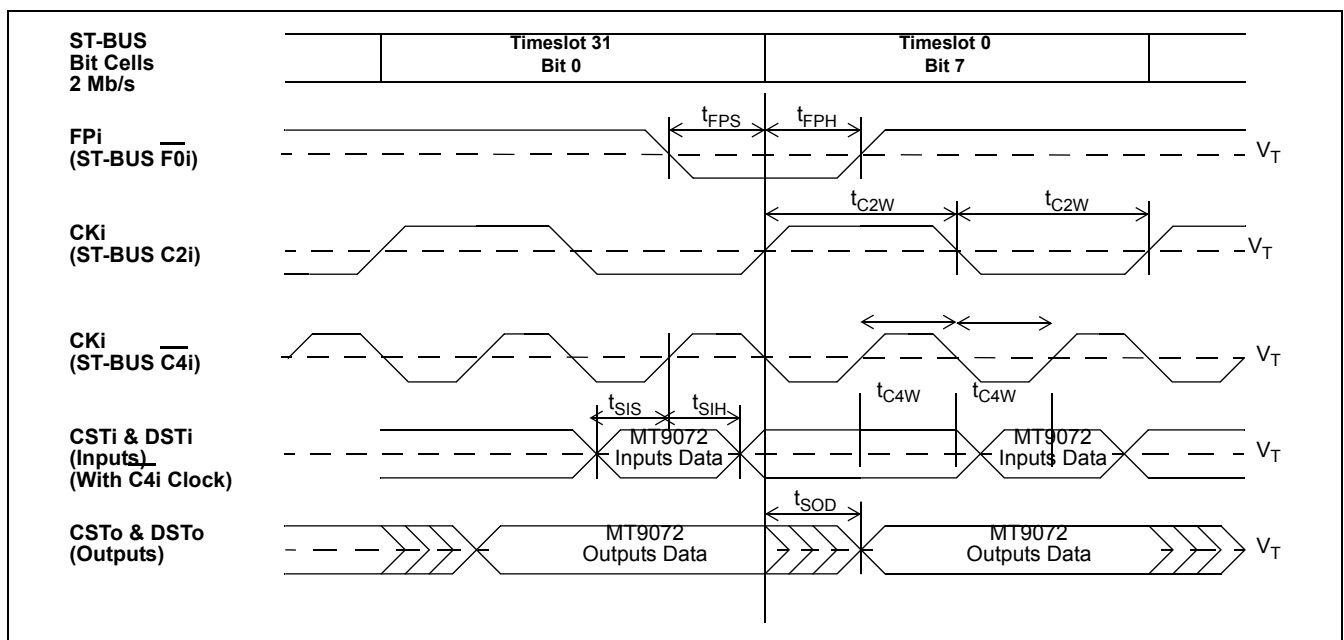 ST-BUS
Bit Cells
2 Mb/s
Timeslot 31
Bit 0
Timeslot 0
Bit 7
FPi
(ST-BUS F0i)
tFPS
tFPH
VT
CKi
(ST-BUS C2i)
tC2W
tC2W
VT
CKi
(ST-BUS C4i)
VT
tC4W
tC4W
CSTi & DSTi
(Inputs)
(With C4i Clock)
tSIS
tSIH
MT9072
Inputs Data
MT9072
Inputs Data
VT
tSOD
CSTo & DSTo
(Outputs)
MT9072
Outputs Data
MT9072
Outputs Data
VT